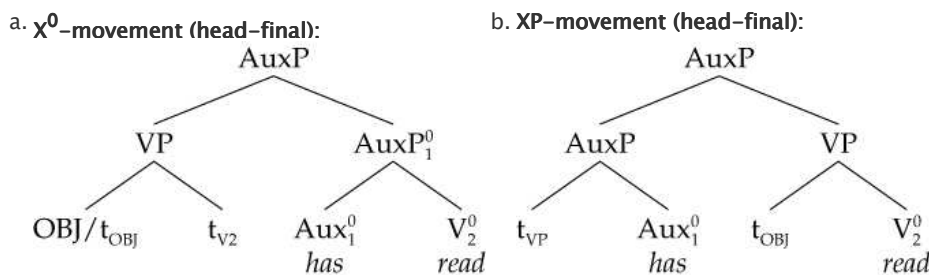 a. X⁰-movement (head-final): b. XP-movement (head-final):
AuxP AuxP
VP AuxP⁰₁ AuxP VP
OBJ/t_OBJ t_V2 Aux⁰₁ V⁰₂ t_VP Aux⁰₁ t_OBJ V⁰₂
has read has read